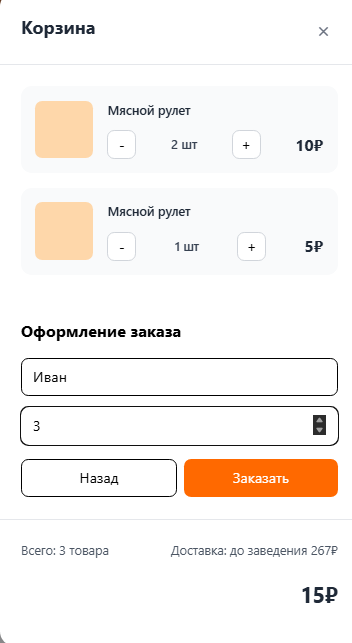 Корзина ×
Мясной рулет
- 2 шт + 10₽
Мясной рулет
- 1 шт + 5₽
Оформление заказа
Иван
3
Назад Заказать
Всего: 3 товара Доставка: до заведения 267₽
15₽